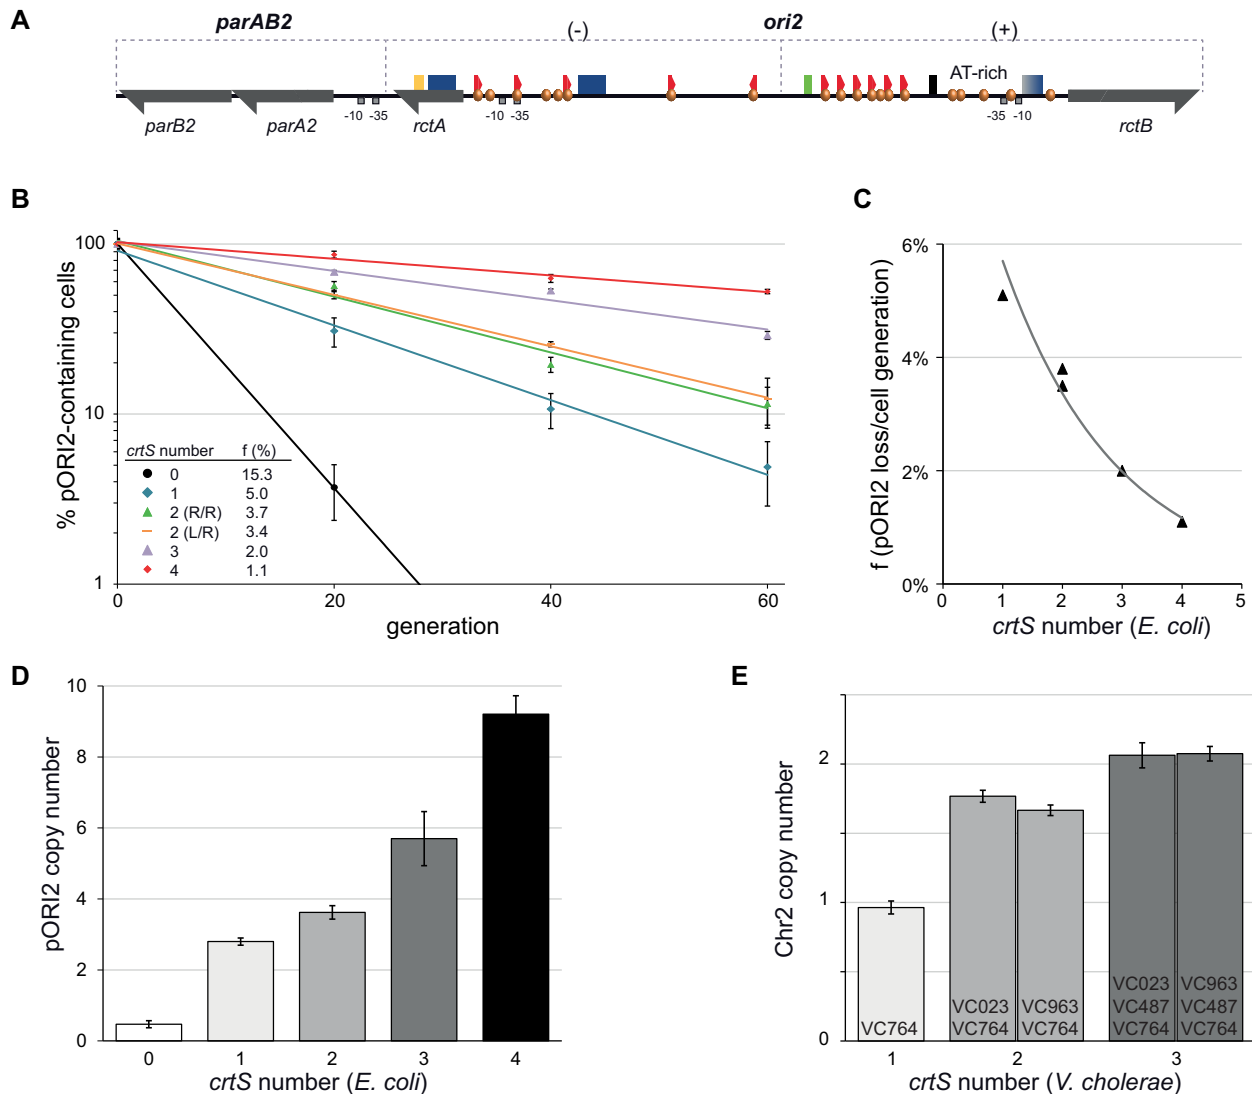 A
parAB2
ori2
(-)
(+)
AT-rich
parB2
parA2
-10 -35
rctA
-10 -35
-35 -10
rctB
B
% pORI2-containing cells
100
10
1
crtS number f (%)
0 15.3
1 5.0
2 (R/R) 3.7
2 (L/R) 3.4
3 2.0
4 1.1
0 20 40 60
generation
C
f (pORI2 loss/cell generation)
6%
4%
2%
0%
0 1 2 3 4 5
crtS number (E. coli)
D
pORI2 copy number
10
8
6
4
2
0
0 1 2 3 4
crtS number (E. coli)
E
Chr2 copy number
2
1
0
VC764
VC023
VC764
VC963
VC764
VC023
VC487
VC764
VC963
VC487
VC764
1 2 3
crtS number (V. cholerae)